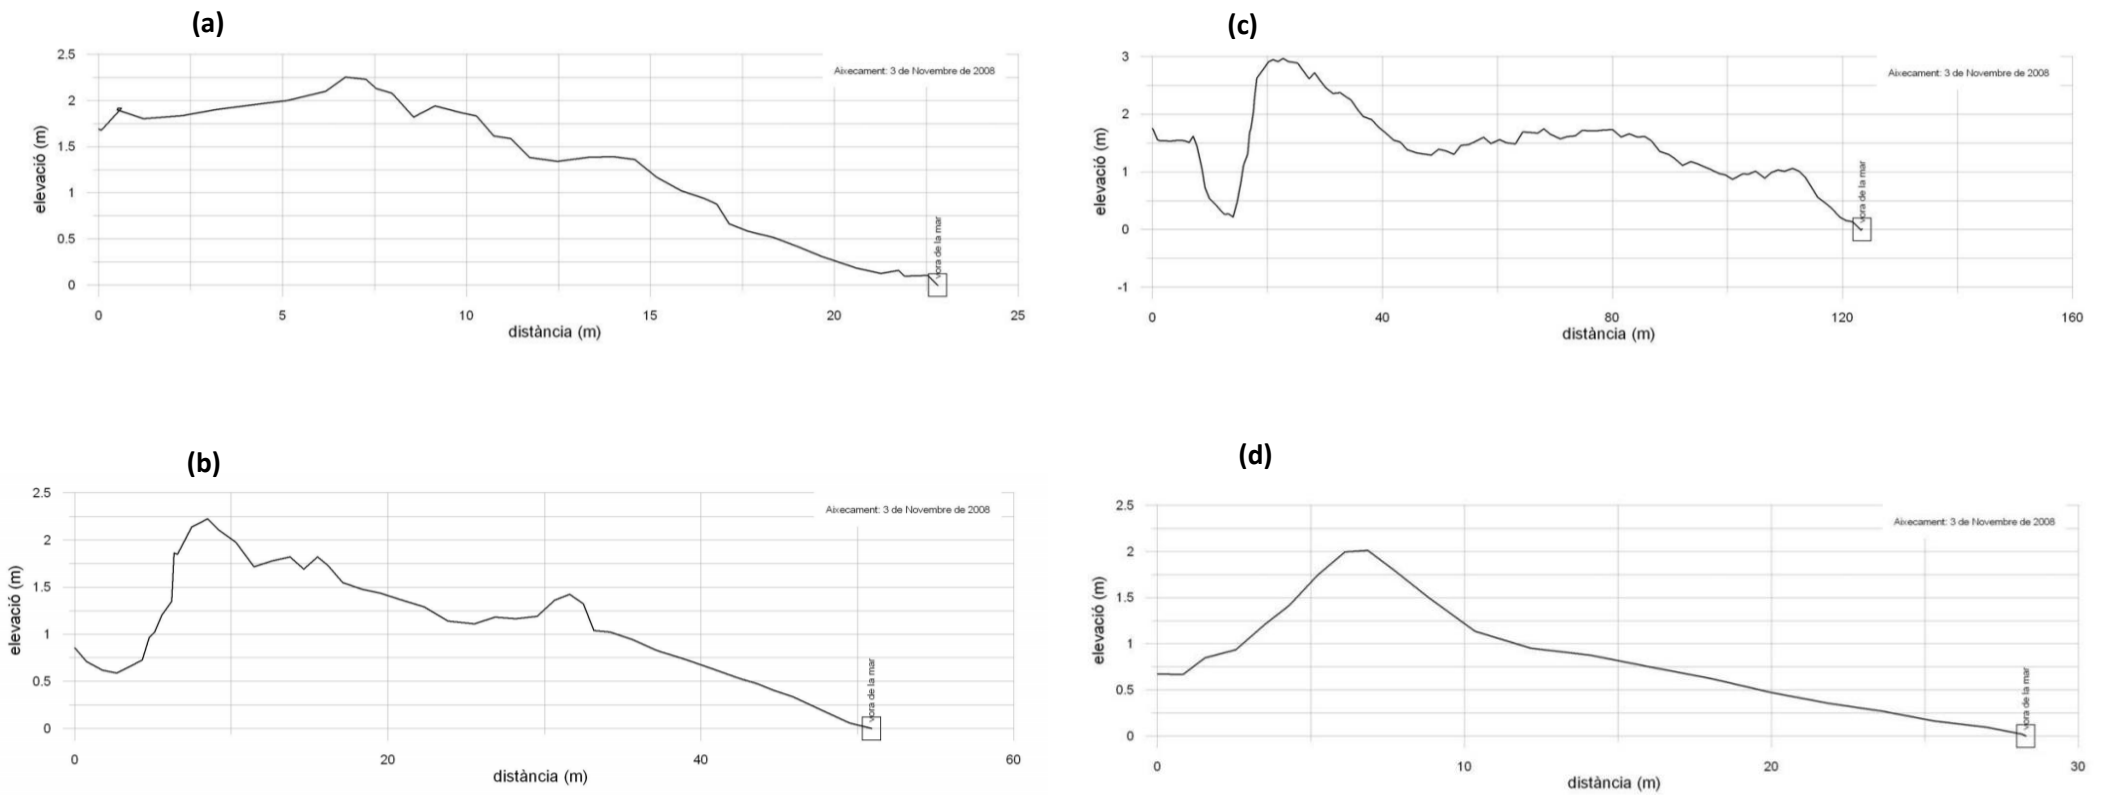 (a)
2.5
2
1.5
1
0.5
0
elevació (m)
Aixecament: 3 de Novembre de 2008
vora de la mar
0 5 10 15 20 25
distància (m)
(c)
3
2
1
0
-1
elevació (m)
Aixecament: 3 de Novembre de 2008
vora de la mar
0 40 80 120 160
distància (m)
(b)
2.5
2
1.5
1
0.5
0
elevació (m)
Aixecament: 3 de Novembre de 2008
vora de la mar
0 20 40 60
distància (m)
(d)
2.5
2
1.5
1
0.5
0
elevació (m)
Aixecament: 3 de Novembre de 2008
vora de la mar
0 10 20 30
distància (m)